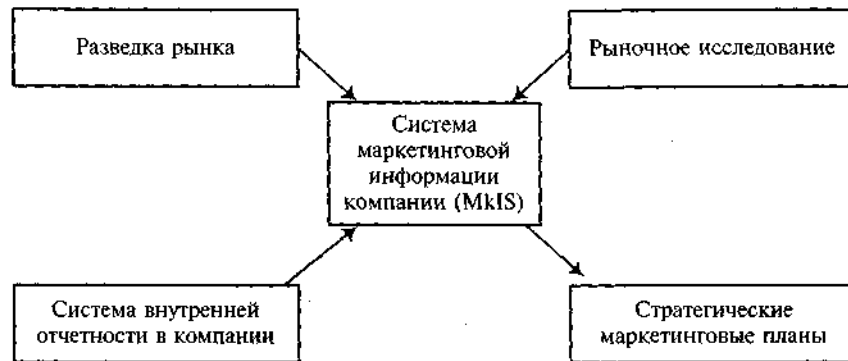 Разведка рынка
Рыночное исследование
Система
маркетинговой
информации
компании (MkIS)
Система внутренней
отчетности в компании
Стратегические
маркетинговые планы